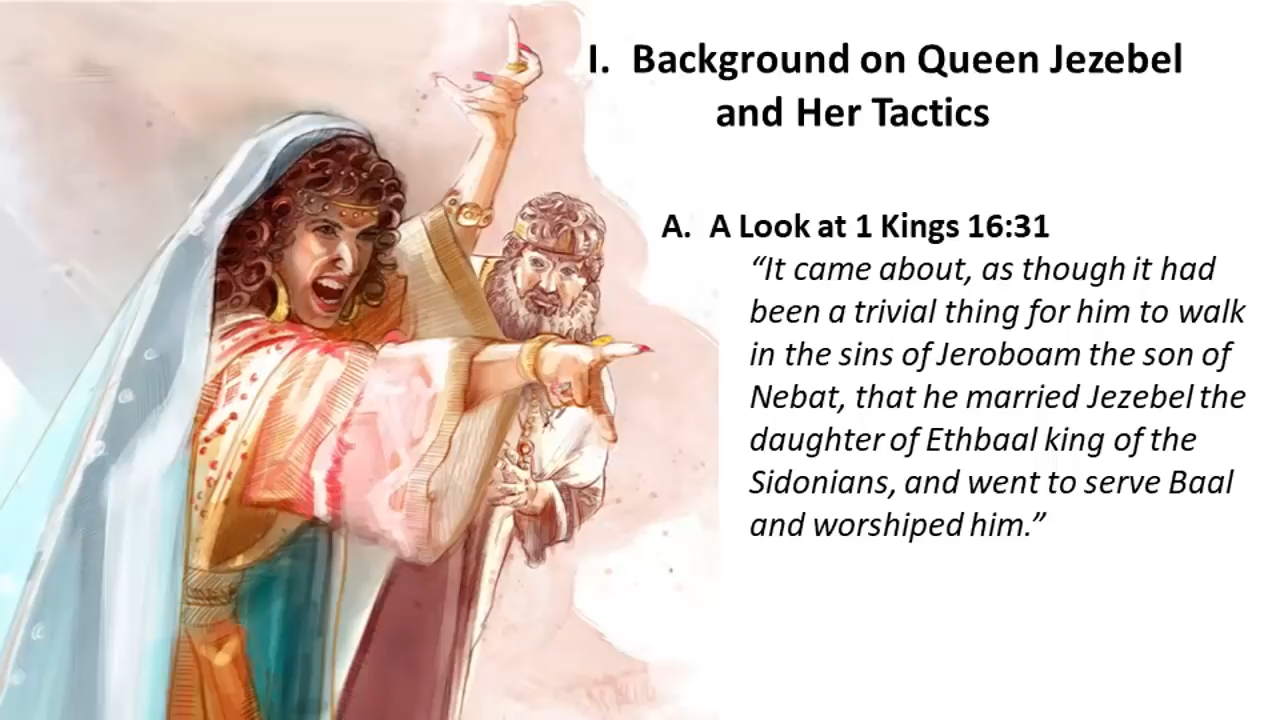 I. Background on Queen Jezebel
and Her Tactics
A. A Look at 1 Kings 16:31
“It came about, as though it had
been a trivial thing for him to walk
in the sins of Jeroboam the son of
Nebat, that he married Jezebel the
daughter of Ethbaal king of the
Sidonians, and went to serve Baal
and worshiped him.”